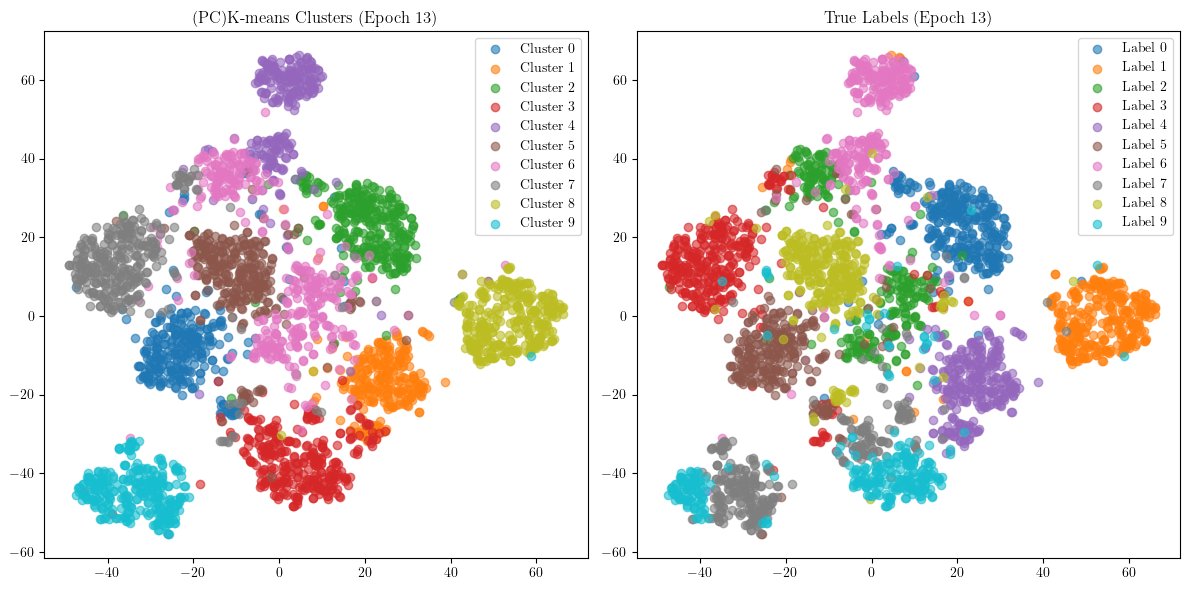 (PC)K-means Clusters (Epoch 13)
60
40
20
0
−20
−40
−60
−40
−20
0
20
40
60
Cluster 0
Cluster 1
Cluster 2
Cluster 3
Cluster 4
Cluster 5
Cluster 6
Cluster 7
Cluster 8
Cluster 9
True Labels (Epoch 13)
60
40
20
0
−20
−40
−60
−40
−20
0
20
40
60
Label 0
Label 1
Label 2
Label 3
Label 4
Label 5
Label 6
Label 7
Label 8
Label 9